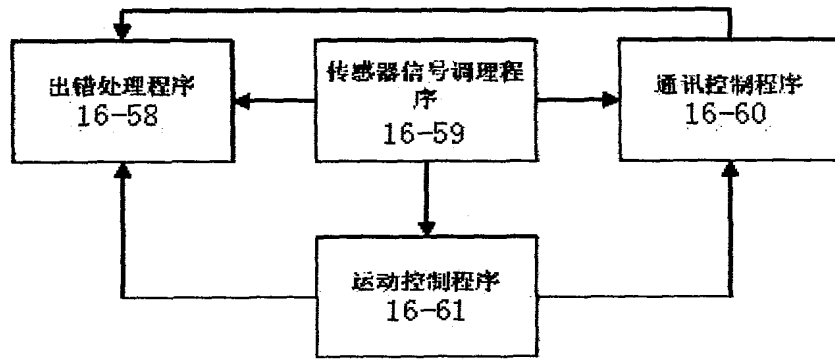 出错处理程序
16-58
传感器信号调理程
序
16-59
通讯控制程序
16-60
运动控制程序
16-61